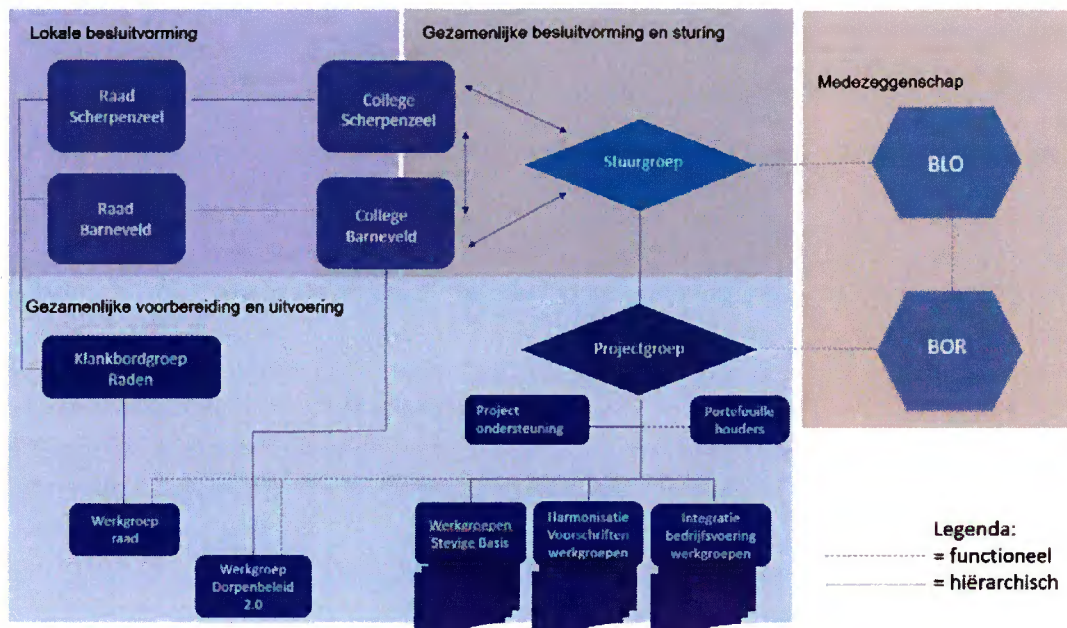 Lokale besluitvorming
Gezamenlijke besluitvorming en sturing
Medezeggenschap
Raad
Scherpenzeel
College
Scherpenzeel
Stuurgroep
BLO
Raad
Barneveld
College
Barneveld
Gezamenlijke voorbereiding en uitvoering
Klankbordgroep
Raden
Projectgroep
BOR
Project
ondersteuning
Portefeuille
houders
Werkgroep
raad
Werkgroep
Dorpenbeleid
2.0
Werkgroepen
Stevige Basis
Harmonisatie
Voorschriften
werkgroepen
Integratie
bedrijfsvoering
werkgroepen
Legenda:
= functioneel
= hiërarchisch